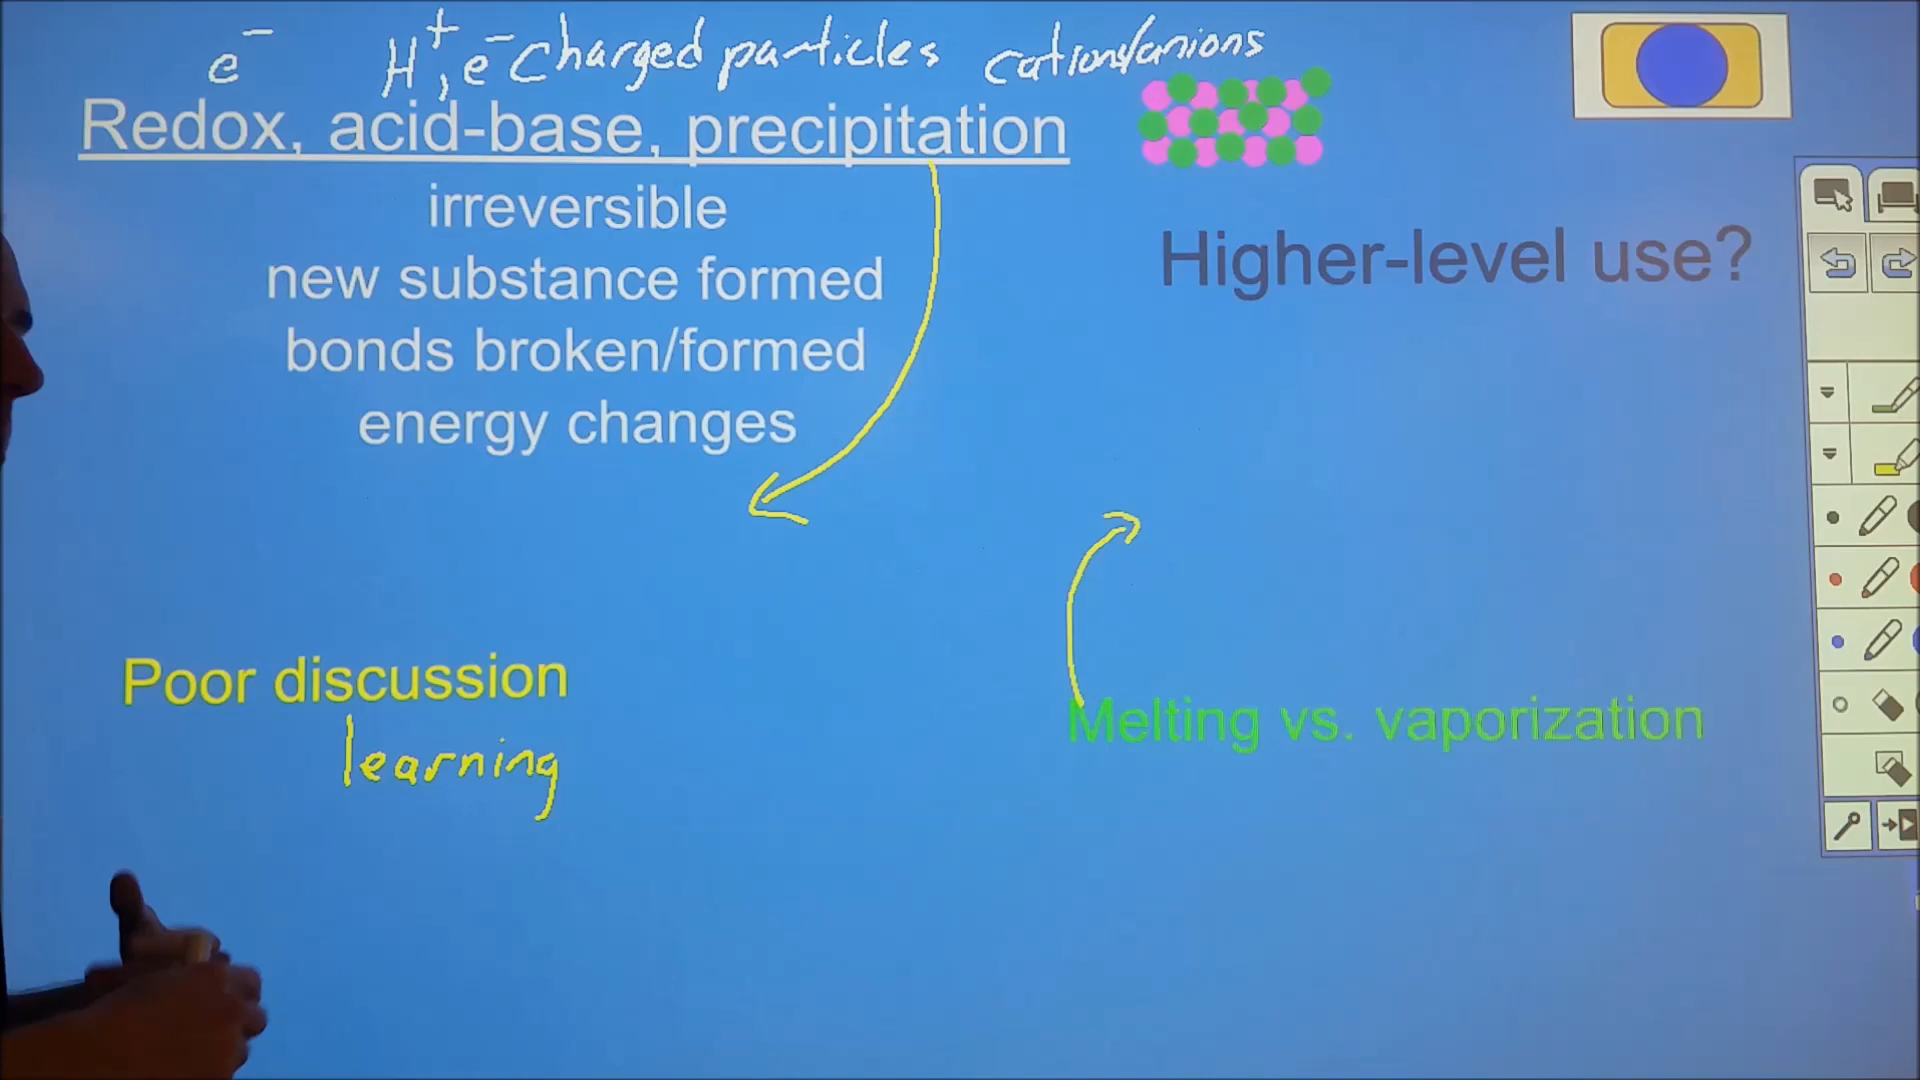 e⁻ H⁺, e⁻ charged particles cations/anions
Redox, acid-base, precipitation
irreversible
new substance formed
bonds broken/formed
energy changes
Higher-level use?
Poor discussion
learning
Melting vs. vaporization